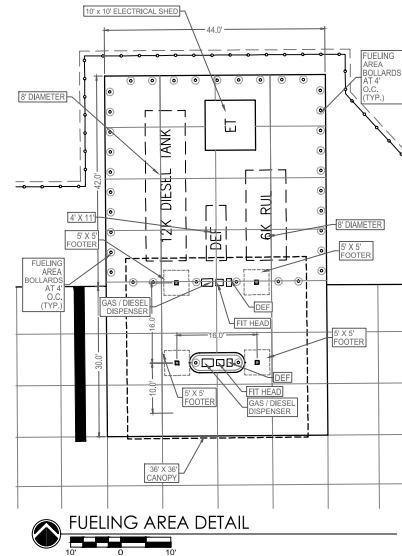 10' x 10' ELECTRICAL SHED
44.0'
FUELING
AREA
BOLLARDS
AT 4'
O.C.
(TYP.)
8' DIAMETER
ET
12K DIESEL TANK
42.0'
DEF
6K RUL
4' X 11'
8' DIAMETER
5' X 5'
FOOTER
5' X 5'
FOOTER
FUELING
AREA
BOLLARDS
AT 4'
O.C.
(TYP.)
GAS / DIESEL
DISPENSER
DEF
FIT HEAD
16.0'
16.0'
30.0'
5' X 5'
FOOTER
10.0'
DEF
5' X 5'
FOOTER
FIT HEAD
GAS / DIESEL
DISPENSER
36' X 36'
CANOPY
FUELING AREA DETAIL
10' 0 10'